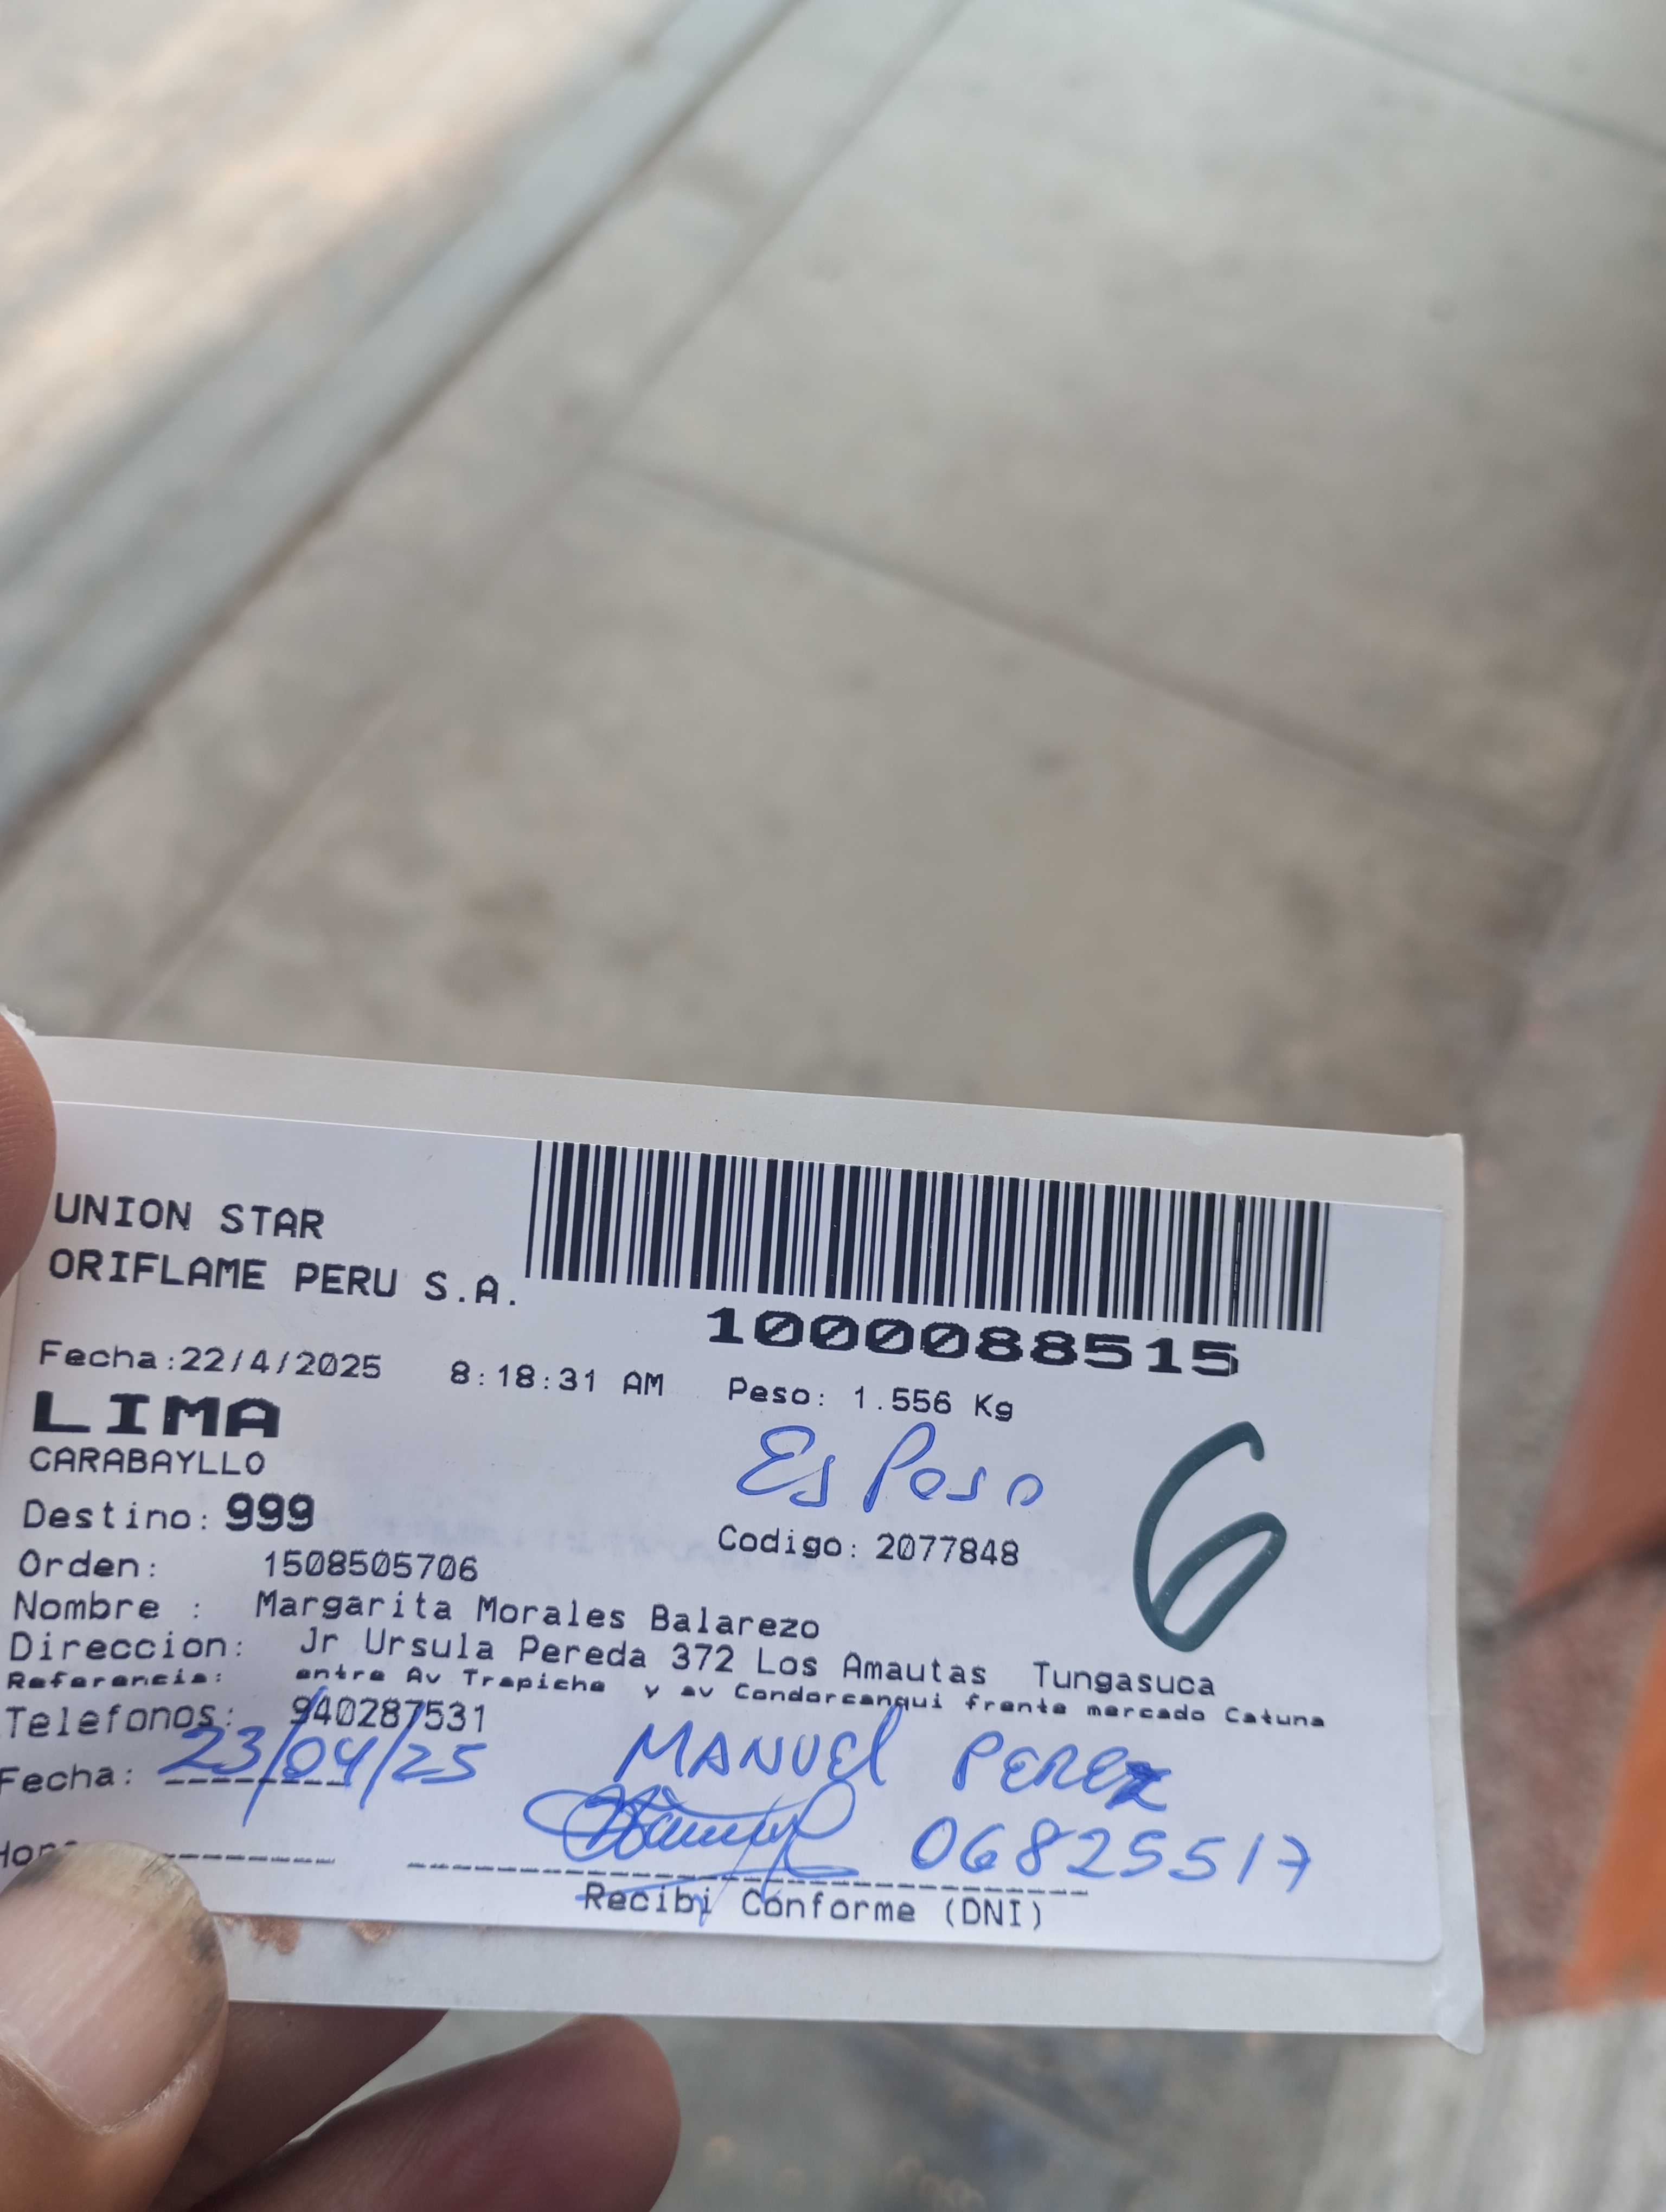 UNION STAR
ORIFLAME PERU S.A.
1000088515
Fecha:22/4/2025 8:18:31 AM Peso: 1.556 Kg
LIMA
CARABAYLLO
Esposo
6
Destino: 999
Codigo: 2077848
Orden: 1508505706
Nombre : Margarita Morales Balarezo
Direccion: Jr Ursula Pereda 372 Los Amautas Tungasuca
Referencia: entre Av Trapiche y av Condorcanqui frente mercado Catuna
Telefonos: 940287531
Fecha: 23/04/25 MANUEL PEREZ
06825517
Recibi Conforme (DNI)